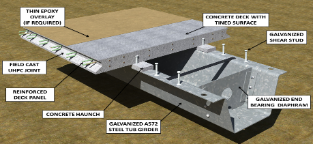 THIN EPOXY
OVERLAY
(IF REQUIRED)
CONCRETE DECK WITH
TINED SURFACE
GALVANIZED
SHEAR STUD
FIELD CAST
UHPC JOINT
REINFORCED
DECK PANEL
CONCRETE HAUNCH
GALVANIZED A572
STEEL TUB GIRDER
GALVANIZED END
BEARING DIAPHRAM